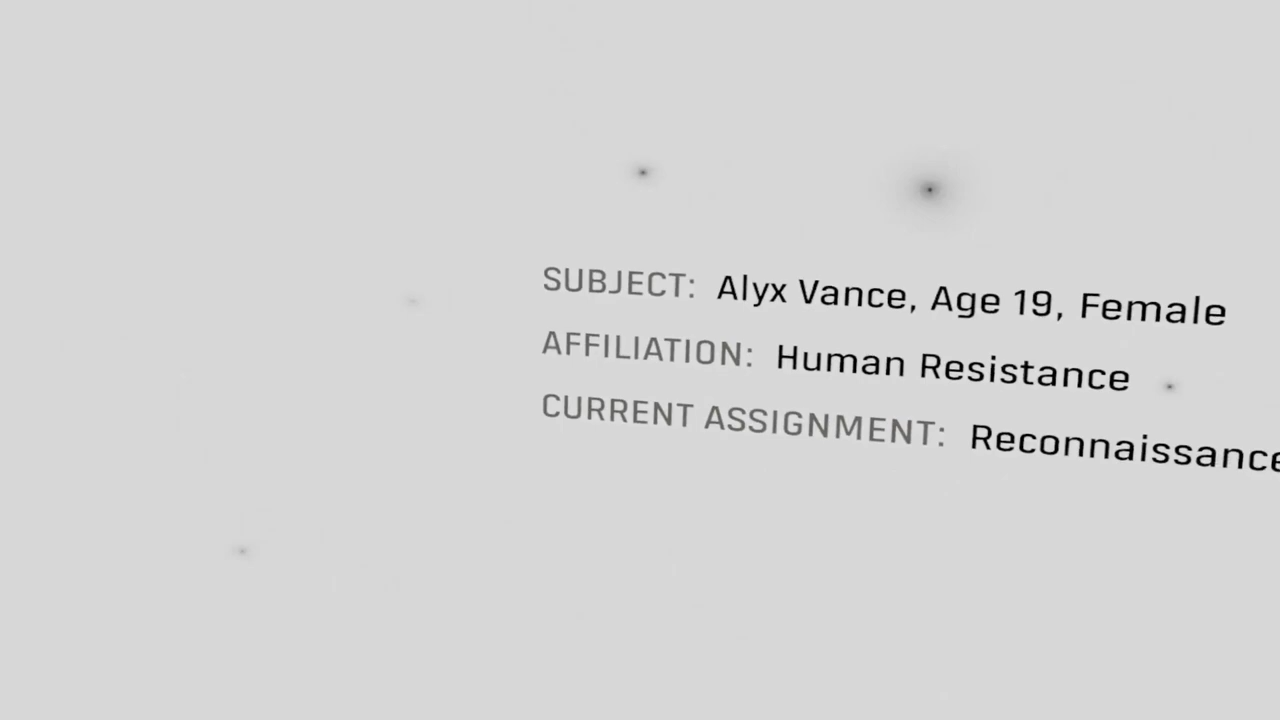 SUBJECT: Alyx Vance, Age 19, Female
AFFILIATION: Human Resistance
CURRENT ASSIGNMENT: Reconnaissance